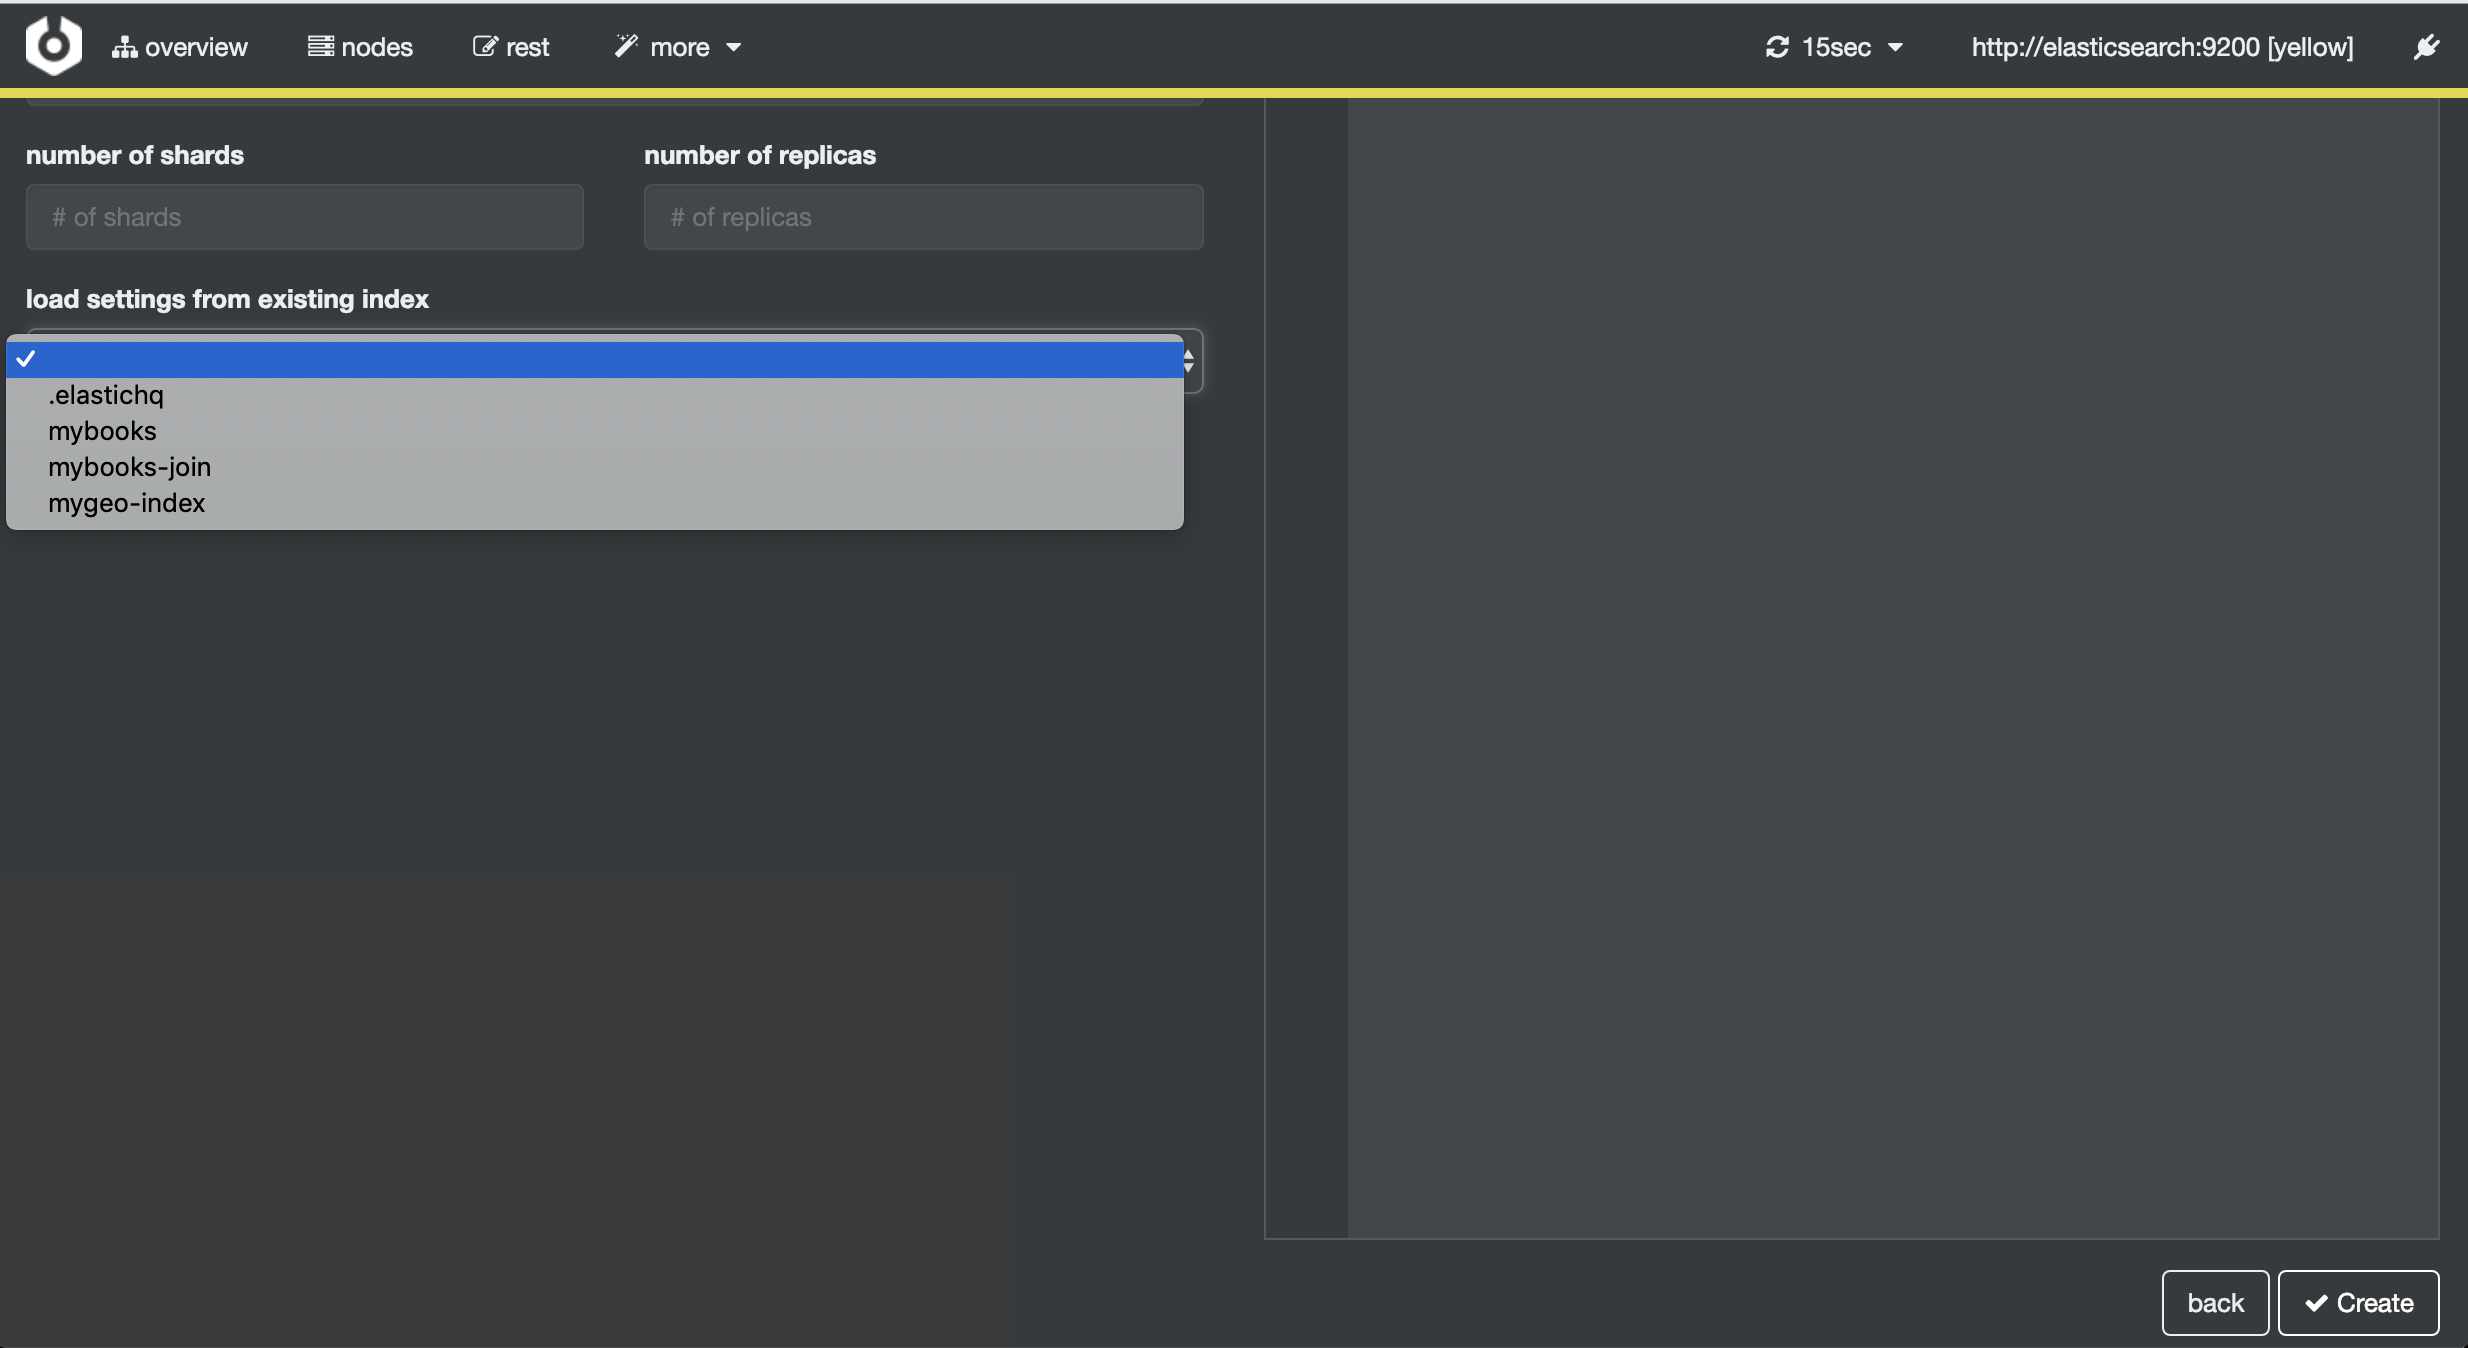 overview nodes rest more 15sec http://elasticsearch:9200 [yellow]
number of shards number of replicas
# of shards # of replicas
load settings from existing index
.elastichq
mybooks
mybooks-join
mygeo-index
back Create